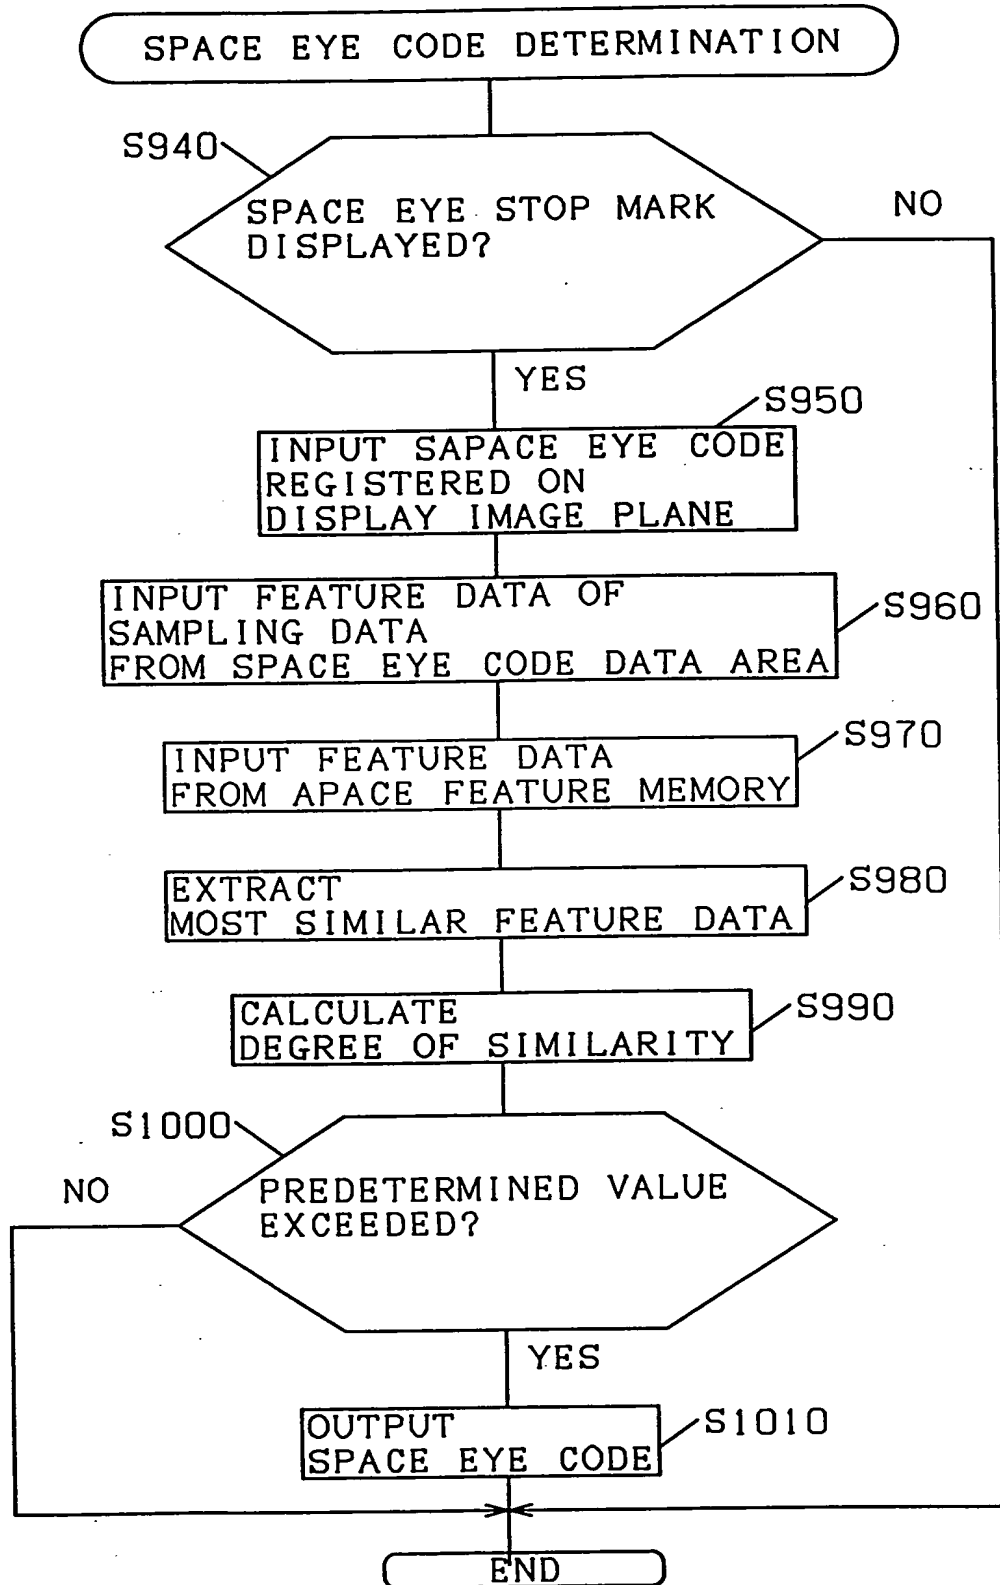 SPACE EYE CODE DETERMINATION
S940
SPACE EYE STOP MARK
DISPLAYED?
NO
YES
S950
INPUT SAPACE EYE CODE
REGISTERED ON
DISPLAY IMAGE PLANE
S960
INPUT FEATURE DATA OF
SAMPLING DATA
FROM SPACE EYE CODE DATA AREA
S970
INPUT FEATURE DATA
FROM APACE FEATURE MEMORY
S980
EXTRACT
MOST SIMILAR FEATURE DATA
S990
CALCULATE
DEGREE OF SIMILARITY
S1000
NO
PREDETERMINED VALUE
EXCEEDED?
YES
S1010
OUTPUT
SPACE EYE CODE
END